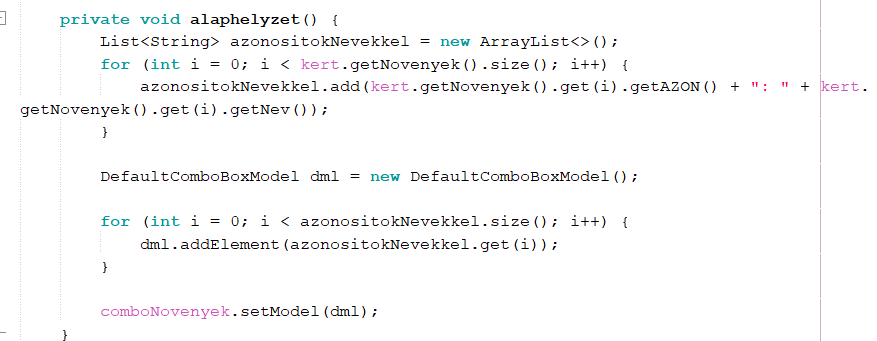 private void alaphelyzet() {
List<String> azonositokNevekkel = new ArrayList<>();
for (int i = 0; i < kert.getNovenyek().size(); i++) {
azonositokNevekkel.add(kert.getNovenyek().get(i).getAZON() + ": " + kert.
getNovenyek().get(i).getNev());
}
DefaultComboBoxModel dml = new DefaultComboBoxModel();
for (int i = 0; i < azonositokNevekkel.size(); i++) {
dml.addElement(azonositokNevekkel.get(i));
}
comboNovenyek.setModel(dml);
}